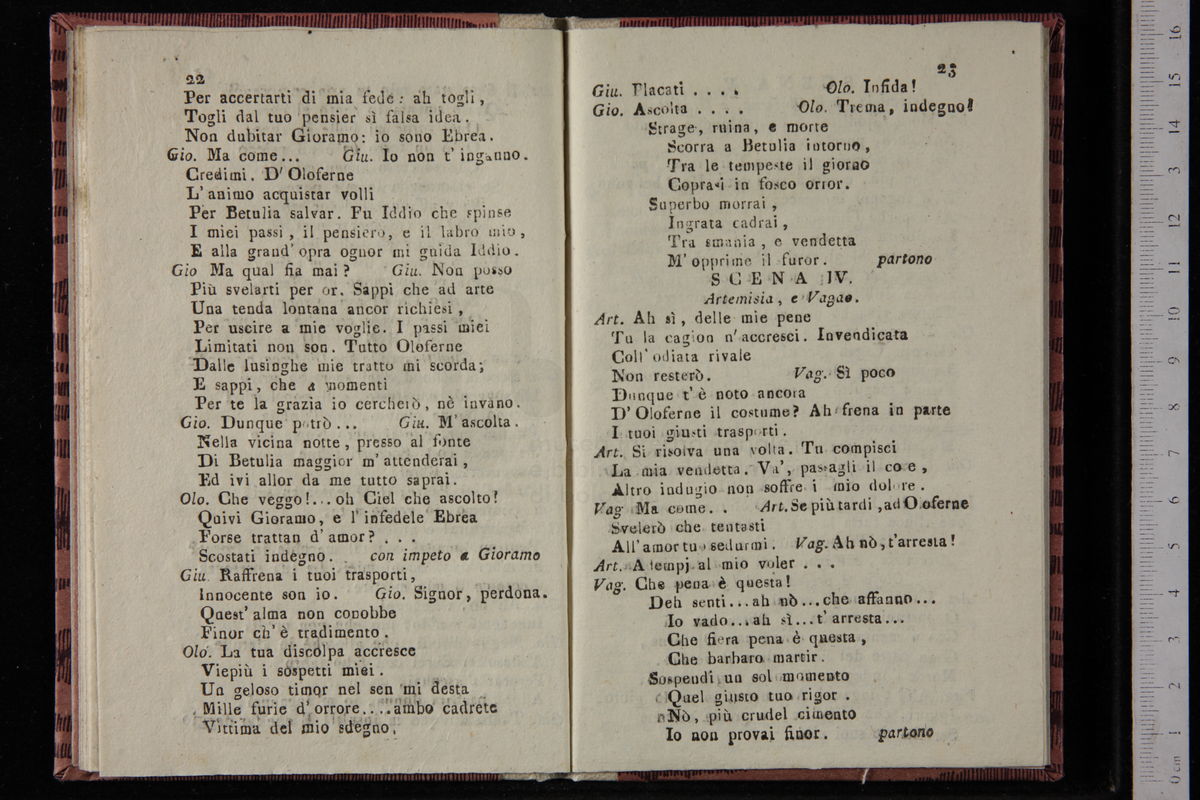 22
Per accertarti di mia fede: ah togli,
Togli dal tuo pensier sì falsa idea.
Non dubitar Gioramo: io sono Ebrea.
Gio. Ma come... Giu. Io non t' inganno.
Credimi. D' Oloferne
L' animo acquistar volli
Per Betulia salvar. Fu Iddio che spinse
I miei passi, il pensiero, e il labro mio,
E alla grand' opra ognor mi guida Iddio.
Gio Ma qual fia mai? Giu. Non posso
Più svelarti per or. Sappi che ad arte
Una tenda lontana ancor richiesi,
Per uscire a mie voglie. I passi miei
Limitati non son. Tutto Oloferne
Dalle lusinghe mie tratto mi scorda;
E sappi, che a momenti
Per te la grazia io cercherò, nè invano.
Gio. Dunque potrò... Giu. M' ascolta.
Nella vicina notte, presso al fonte
Di Betulia maggior m' attenderai,
Ed ivi allor da me tutto saprai.
Olo. Che veggo!...oh Ciel che ascolto!
Quivi Gioramo, e l' infedele Ebrea
Forse trattan d' amor? . . .
Scostati indegno. con impeto a Gioramo
Giu. Raffrena i tuoi trasporti,
Innocente son io. Gio. Signor, perdona.
Quest' alma non conobbe
Finor ch' è tradimento.
Olo. La tua discolpa accresce
Viepiù i sospetti miei.
Un geloso timor nel sen mi desta
Mille furie d' orrore....ambo cadrete
Vittima del mio sdegno.
23
Giu. Placati . . . . Olo. Infida!
Gio. Ascolta . . . . Olo. Trema, indegno!
Strage, ruina, e morte
Scorra a Betulia intorno,
Tra le tempeste il giorno
Coprasi in fosco orror.
Superbo morrai,
Ingrata cadrai,
Tra smania, e vendetta
M' opprime il furor. partono
SCENA IV.
Artemisia, e Vagao.
Art. Ah sì, delle mie pene
Tu la cagion n' accresci. Invendicata
Coll' odiata rivale
Non resterò. Vag. Sì poco
Dunque t' è noto ancora
D' Oloferne il costume? Ah frena in parte
I tuoi giusti trasporti.
Art. Si risolva una volta. Tu compisci
La mia vendetta. Va', passagli il core,
Altro indugio non soffre il mio dolore.
Vag Ma come. . Art. Se più tardi, ad Oloferne
Svelerò che tentasti
All' amor tuo sedurmi. Vag. Ah nò, t'arresta!
Art. Adempj al mio voler . . .
Vag. Che pena è questa!
Deh senti...ah nò...che affanno...
Io vado...ah sì...t' arresta...
Che fiera pena è questa,
Che barbaro martir.
Sospendi un sol momento
Quel giusto tuo rigor.
Nò, più crudel cimento
Io non provai finor. partono